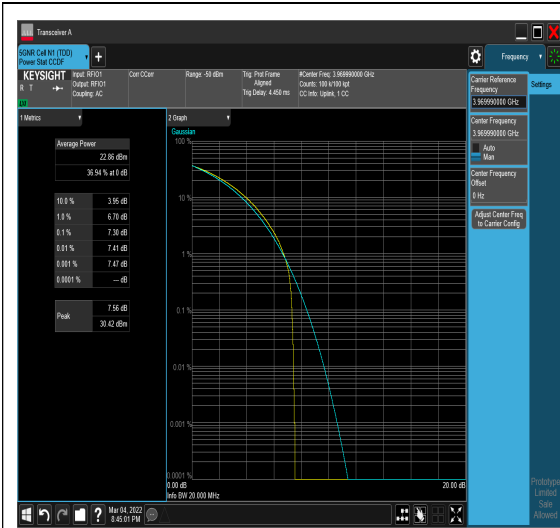 Transceiver A
5GNR Cell N1 (TDD)
Power Stat CCDF
Frequency
KEYSIGHT
R T
LXI
Input: RFIO1
Output: RFIO1
Coupling: AC
Corr CCorr
Range: -50 dBm
Trig: Prot Frame
Aligned
Trig Delay: 4.450 ms
#Center Freq: 3.969990000 GHz
Counts: 100 k/100 kpt
CC Info: Uplink, 1 CC
1 Metrics
Average Power
22.86 dBm
36.94 % at 0 dB
10.0 % 3.95 dB
1.0 % 6.70 dB
0.1 % 7.30 dB
0.01 % 7.41 dB
0.001 % 7.47 dB
0.0001 % --- dB
Peak
7.56 dB
30.42 dBm
2 Graph
Gaussian
100 %
10 %
1 %
0.1 %
0.01 %
0.001 %
0.0001 %
0.00 dB
20.00 dB
Info BW 20.000 MHz
Carrier Reference
Frequency
3.969990000 GHz
Settings
Center Frequency
3.969990000 GHz
Auto
Man
Center Frequency
Offset
0 Hz
Adjust Center Freq
to Carrier Config
Prototype
Limited
Sale
Allowed
?
Mar 04, 2022
8:45:01 PM